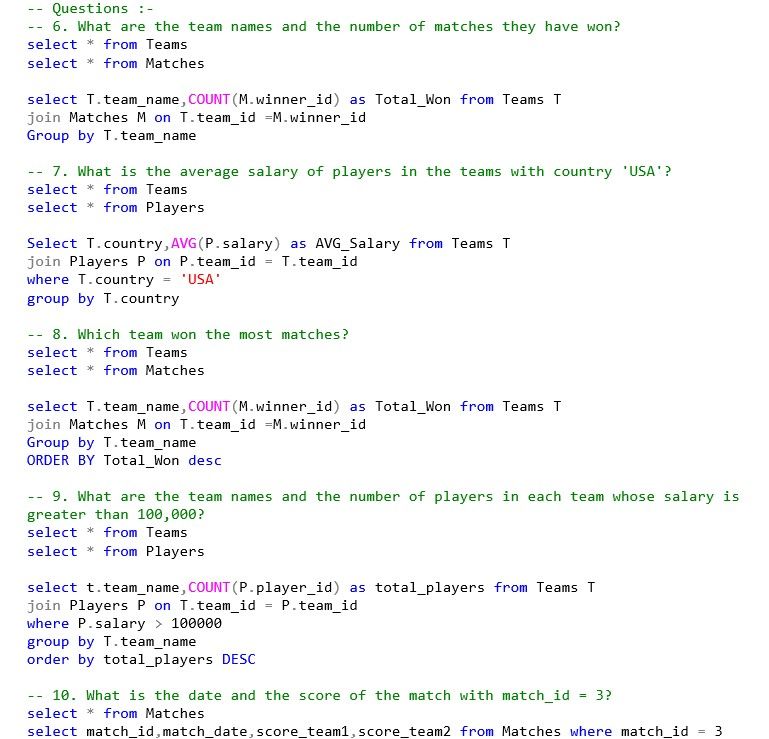 -- Questions :-
-- 6. What are the team names and the number of matches they have won?
select * from Teams
select * from Matches
select T.team_name,COUNT(M.winner_id) as Total_Won from Teams T
join Matches M on T.team_id =M.winner_id
Group by T.team_name
-- 7. What is the average salary of players in the teams with country 'USA'?
select * from Teams
select * from Players
Select T.country,AVG(P.salary) as AVG_Salary from Teams T
join Players P on P.team_id = T.team_id
where T.country = 'USA'
group by T.country
-- 8. Which team won the most matches?
select * from Teams
select * from Matches
select T.team_name,COUNT(M.winner_id) as Total_Won from Teams T
join Matches M on T.team_id =M.winner_id
Group by T.team_name
ORDER BY Total_Won desc
-- 9. What are the team names and the number of players in each team whose salary is
greater than 100,000?
select * from Teams
select * from Players
select t.team_name,COUNT(P.player_id) as total_players from Teams T
join Players P on T.team_id = P.team_id
where P.salary > 100000
group by T.team_name
order by total_players DESC
-- 10. What is the date and the score of the match with match_id = 3?
select * from Matches
select match_id,match_date,score_team1,score_team2 from Matches where match_id = 3